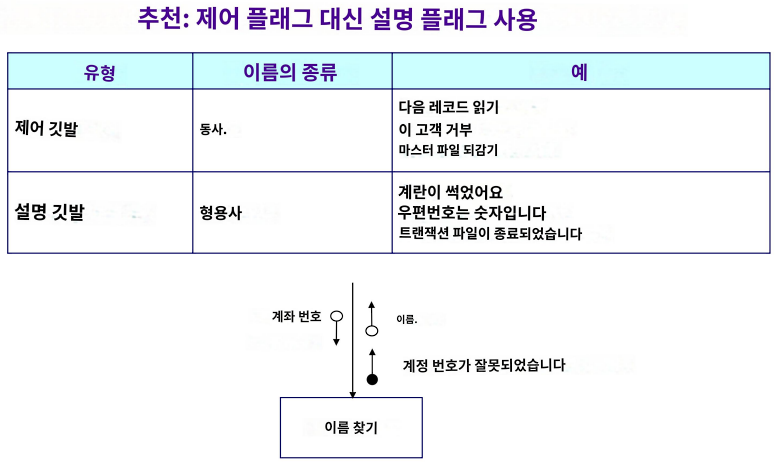 추천: 제어 플래그 대신 설명 플래그 사용
유형
이름의 종류
예
제어 깃발
동사.
다음 레코드 읽기
이 고객 거부
마스터 파일 되감기
설명 깃발
형용사
계란이 썩었어요
우편번호는 숫자입니다
트랜잭션 파일이 종료되었습니다
계좌 번호
이름.
계정 번호가 잘못되었습니다
이름 찾기